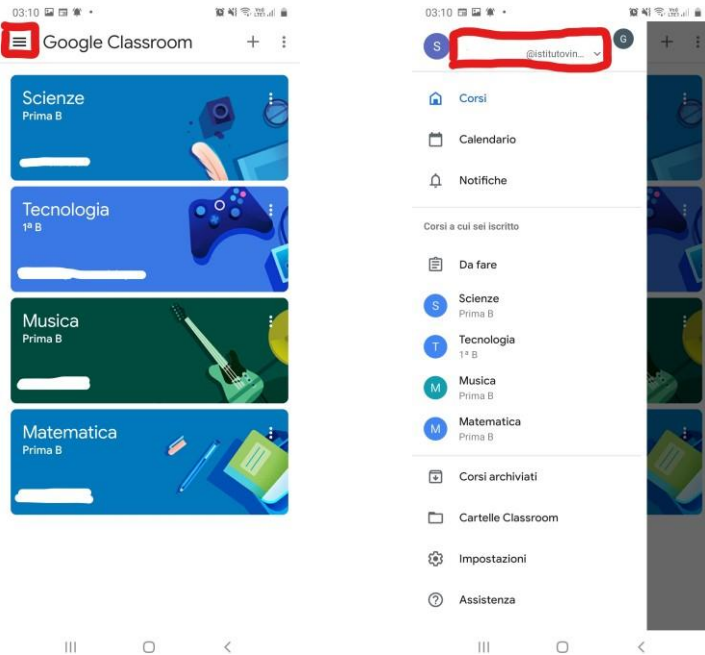 03:10
Google Classroom
Scienze
Prima B
Tecnologia
1ª B
Musica
Prima B
Matematica
Prima B
03:10
S
@istitutovin...
G
Corsi
Calendario
Notifiche
Corsi a cui sei iscritto
Da fare
S
Scienze
Prima B
T
Tecnologia
1ª B
M
Musica
Prima B
M
Matematica
Prima B
Corsi archiviati
Cartelle Classroom
Impostazioni
Assistenza